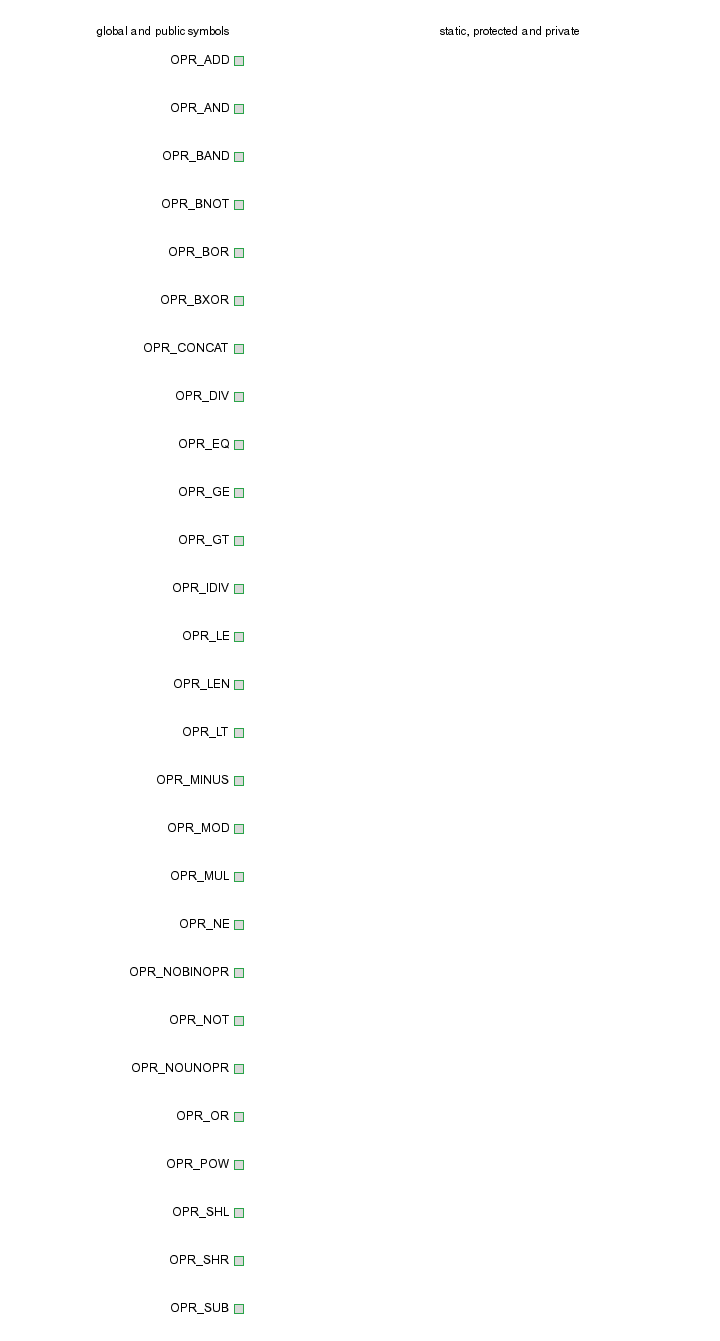 global and public symbols static, protected and private
OPR_ADD
OPR_AND
OPR_BAND
OPR_BNOT
OPR_BOR
OPR_BXOR
OPR_CONCAT
OPR_DIV
OPR_EQ
OPR_GE
OPR_GT
OPR_IDIV
OPR_LE
OPR_LEN
OPR_LT
OPR_MINUS
OPR_MOD
OPR_MUL
OPR_NE
OPR_NOBINOPR
OPR_NOT
OPR_NOUNOPR
OPR_OR
OPR_POW
OPR_SHL
OPR_SHR
OPR_SUB